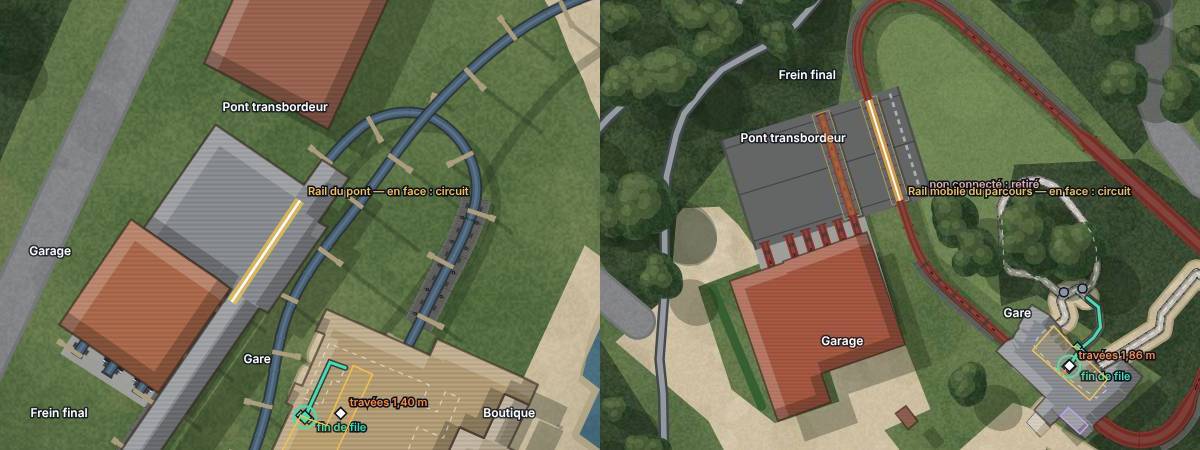 Pont transbordeur
Rail du pont — en face : circuit
Garage
Gare
travées 1,40 m
fin de file
Frein final
Boutique
Frein final
Pont transbordeur
non connecté : retiré
Rail mobile du parcours — en face : circuit
Gare
Garage
travées 1,86 m
fin de file